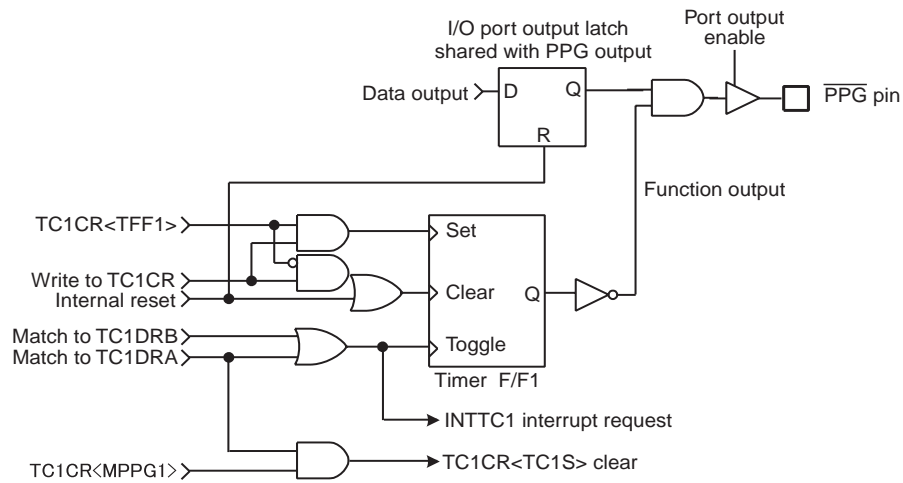 I/O port output latch
shared with PPG output
Port output
enable
Data output
D
Q
R
PPG pin
Function output
TC1CR<TFF1>
Set
Write to TC1CR
Internal reset
Clear
Q
Match to TC1DRB
Match to TC1DRA
Toggle
Timer F/F1
INTTC1 interrupt request
TC1CR<TC1S> clear
TC1CR<MPPG1>